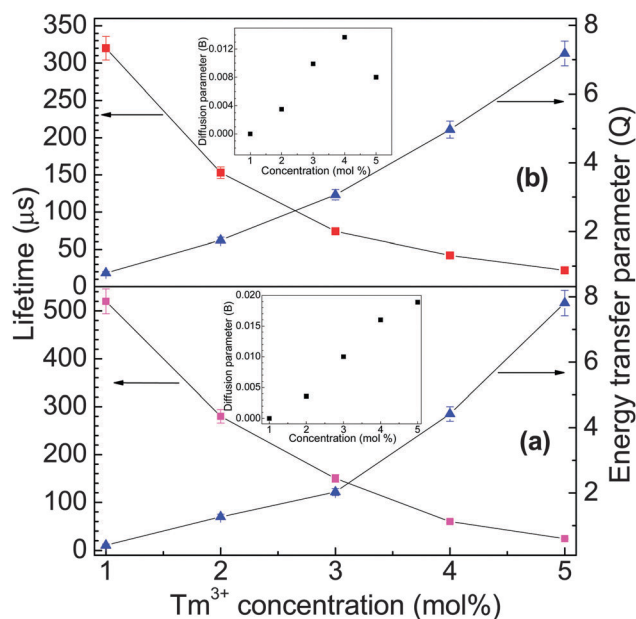 350
300
250
200
150
100
50
0
8
6
4
2
(b)
Diffusion parameter (B)
0.012
0.008
0.004
0.000
1 2 3 4 5
Concentration (mol %)
Lifetime (μs)
Energy transfer parameter (Q)
500
400
300
200
100
0
8
6
4
2
(a)
Diffusion parameter (B)
0.020
0.015
0.010
0.005
0.000
1 2 3 4 5
Concentration (mol %)
1 2 3 4 5
Tm³⁺ concentration (mol%)